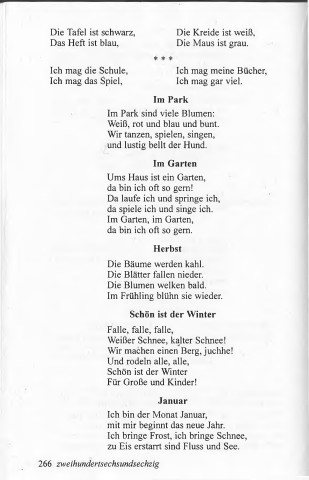 Die Tafel ist schwarz,
Das Heft ist blau,
Die Kreide ist weiß,
Die Maus ist grau.
* * *
Ich mag die Schule,
Ich mag das Spiel,
Ich mag meine Bücher,
Ich mag gar viel.
Im Park
Im Park sind viele Blumen:
Weiß, rot und blau und bunt.
Wir tanzen, spielen, singen,
und lustig bellt der Hund.
Im Garten
Ums Haus ist ein Garten,
da bin ich oft so gern!
Da laufe ich und springe ich,
da spiele ich und singe ich.
Im Garten, im Garten,
da bin ich oft so gern.
Herbst
Die Bäume werden kahl.
Die Blätter fallen nieder.
Die Blumen welken bald.
Im Frühling blühn sie wieder.
Schön ist der Winter
Falle, falle, falle,
Weißer Schnee, kalter Schnee!
Wir machen einen Berg, juchhe!
Und rodeln alle, alle,
Schön ist der Winter
Für Große und Kinder!
Januar
Ich bin der Monat Januar,
mit mir beginnt das neue Jahr.
Ich bringe Frost, ich bringe Schnee,
zu Eis erstarrt sind Fluss und See.
266 zweihundertsechsundsechzig